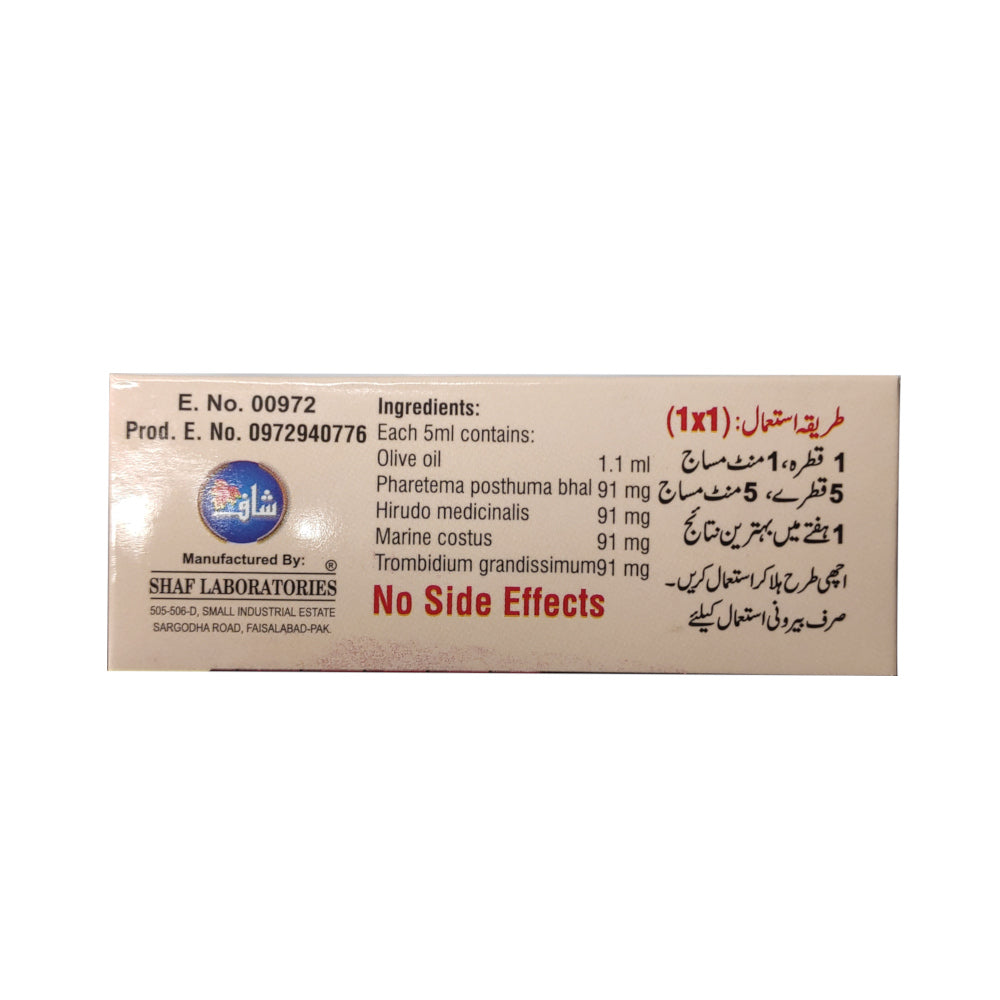 E. No. 00972
Prod. E. No. 0972940776
شافی
Manufactured By:
®
SHAF LABORATORIES
505-506-D, SMALL INDUSTRIAL ESTATE
SARGODHA ROAD, FAISALABAD-PAK.
Ingredients:
Each 5ml contains:
Olive oil 1.1 ml
Pharetema posthuma bhal 91 mg
Hirudo medicinalis 91 mg
Marine costus 91 mg
Trombidium grandissimum 91 mg
No Side Effects
طریقہ استعمال: (1x1)
1 قطرہ، 1 منٹ مساج
5 قطرے، 5 منٹ مساج
1 ہفتے میں بہترین نتائج
اچھی طرح ہلا کر استعمال کریں۔
صرف بیرونی استعمال کیلئے